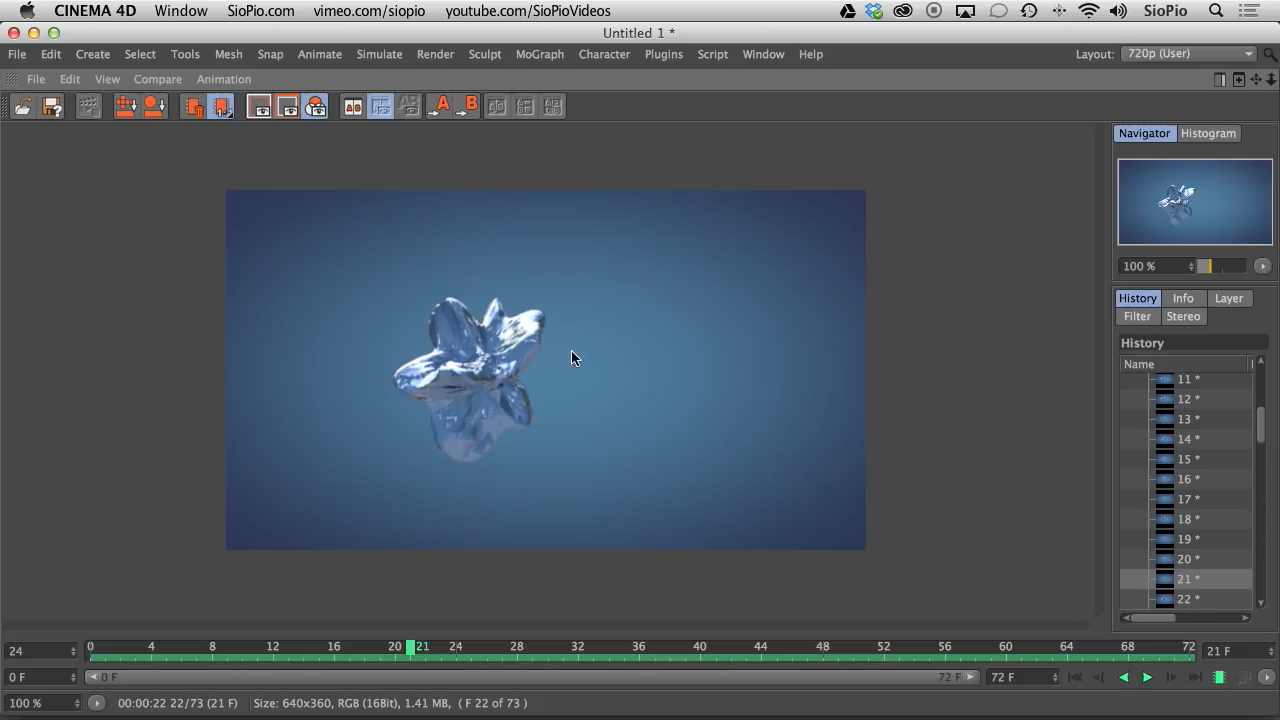 CINEMA 4D Window SioPio.com vimeo.com/siopio youtube.com/SioPioVideos SioPio
Untitled 1 *
File Edit Create Select Tools Mesh Snap Animate Simulate Render Sculpt MoGraph Character Plugins Script Window Help Layout: 720p (User)
File Edit View Compare Animation
A B AB
Navigator Histogram
100 %
History Info Layer
Filter Stereo
History
Name
11 *
12 *
13 *
14 *
15 *
16 *
17 *
18 *
19 *
20 *
21 *
22 *
24 0 4 8 12 16 20 21 24 28 32 36 40 44 48 52 56 60 64 68 72 21 F
0 F 0 F 72 F 72 F
100 % 00:00:22 22/73 (21 F) Size: 640x360, RGB (16Bit), 1.41 MB, ( F 22 of 73 )